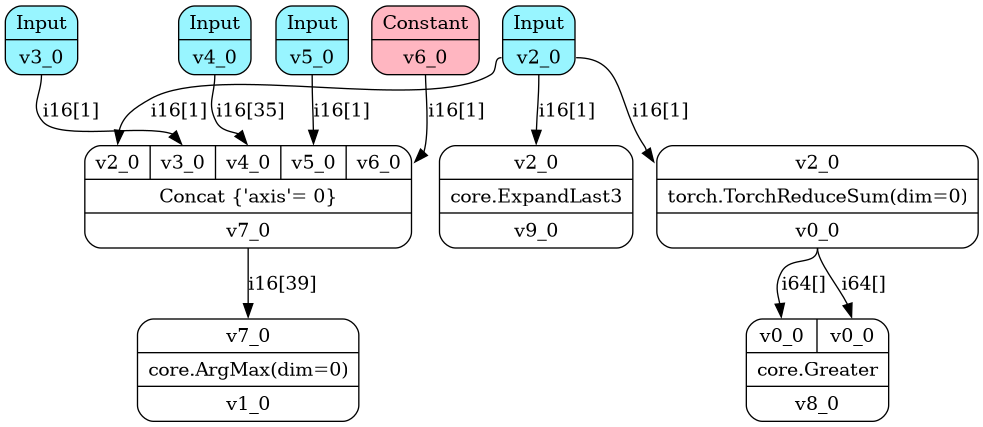 Input
v3_0
Input
v4_0
Input
v5_0
Constant
v6_0
Input
v2_0
i16[1]
i16[1]
i16[35]
i16[1]
i16[1]
i16[1]
i16[1]
v2_0 v3_0 v4_0 v5_0 v6_0
Concat {'axis'= 0}
v7_0
v2_0
core.ExpandLast3
v9_0
v2_0
torch.TorchReduceSum(dim=0)
v0_0
i16[39]
i64[]
i64[]
v7_0
core.ArgMax(dim=0)
v1_0
v0_0 v0_0
core.Greater
v8_0